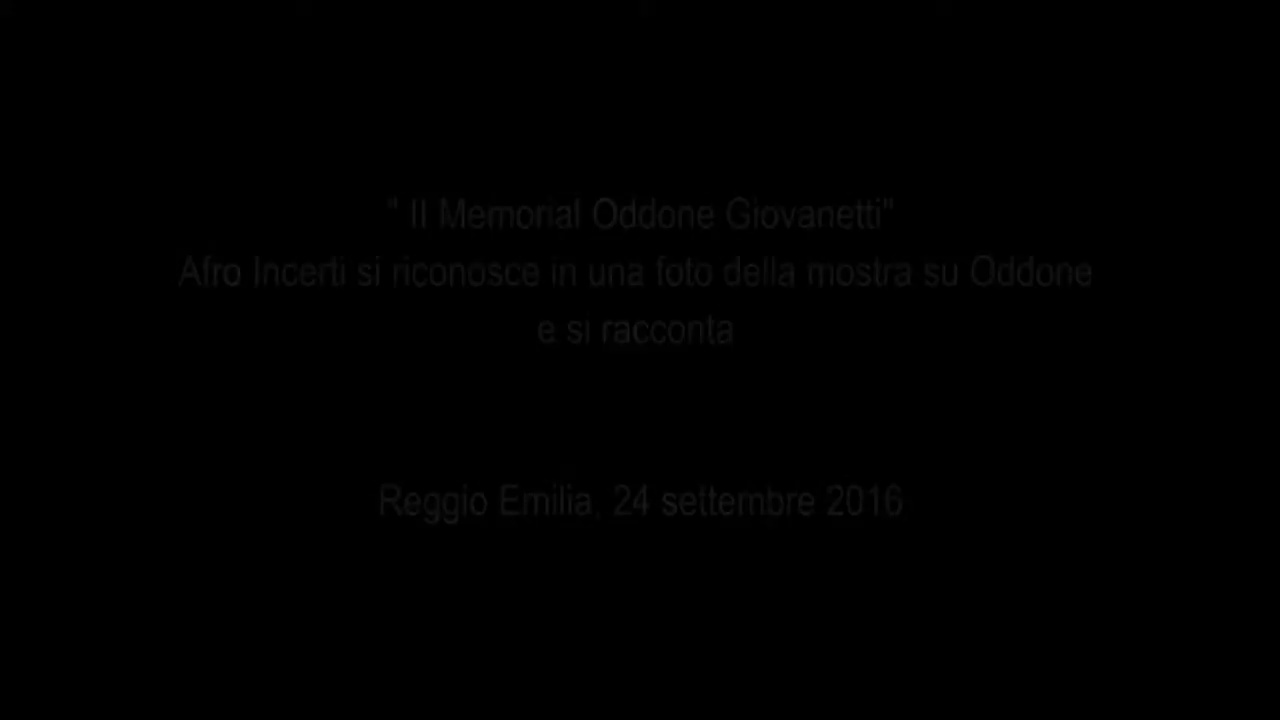 " II Memorial Oddone Giovanetti"
Afro Incerti si riconosce in una foto della mostra su Oddone
e si racconta
Reggio Emilia, 24 settembre 2016